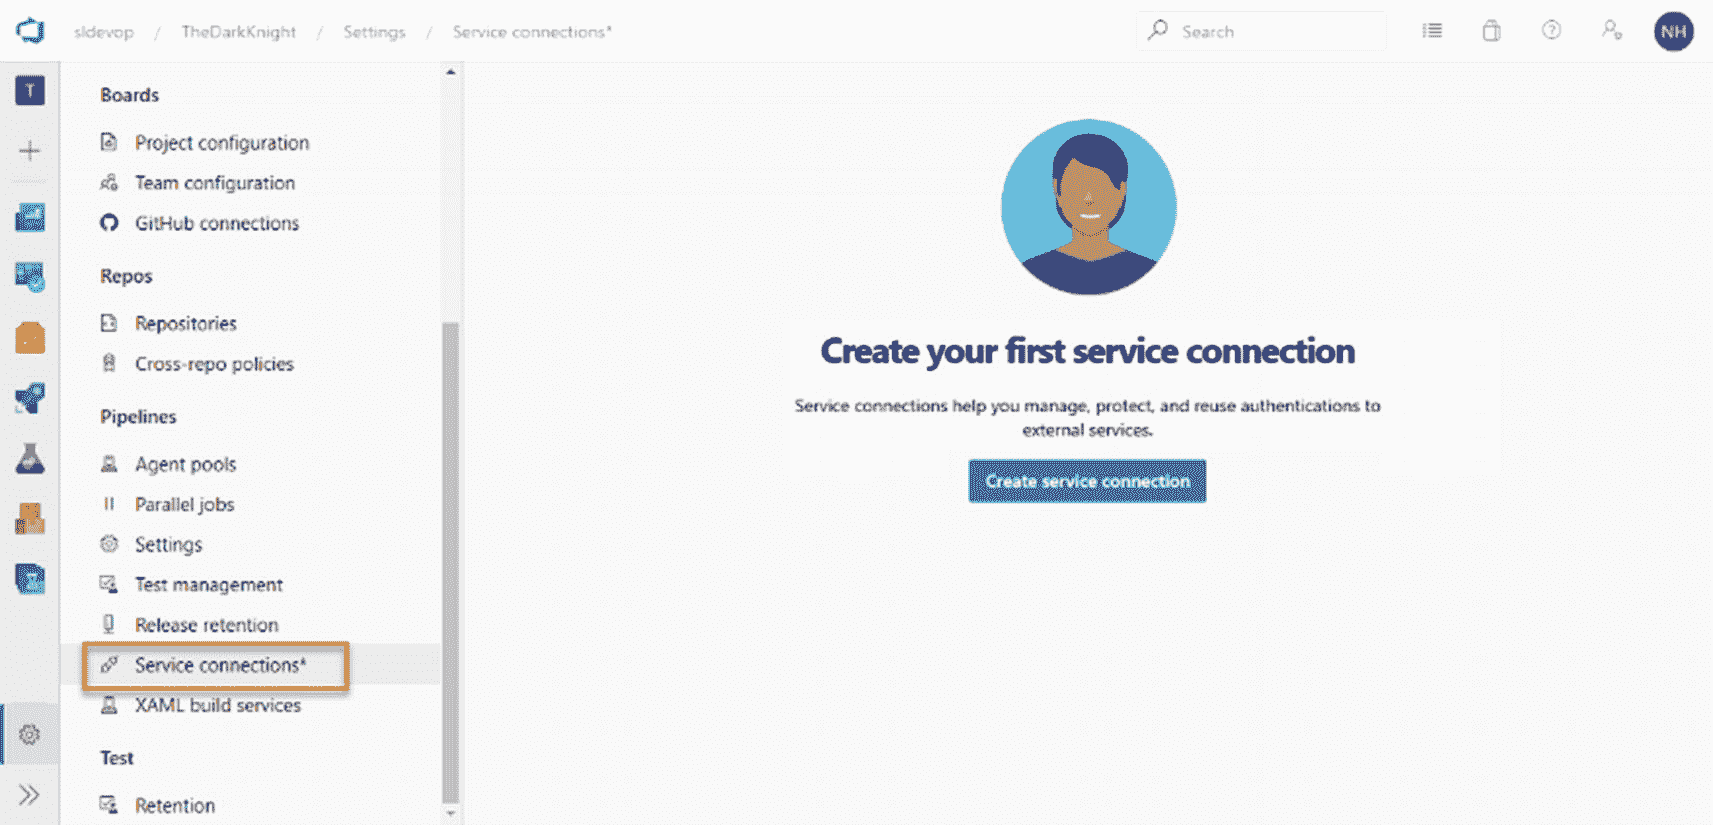 sldevop / TheDarkKnight / Settings / Service connections*
Search
NH
T
Boards
Project configuration
Team configuration
GitHub connections
Repos
Repositories
Cross-repo policies
Pipelines
Agent pools
Parallel jobs
Settings
Test management
Release retention
Service connections*
XAML build services
Test
Retention
Create your first service connection
Service connections help you manage, protect, and reuse authentications to
external services.
Create service connection